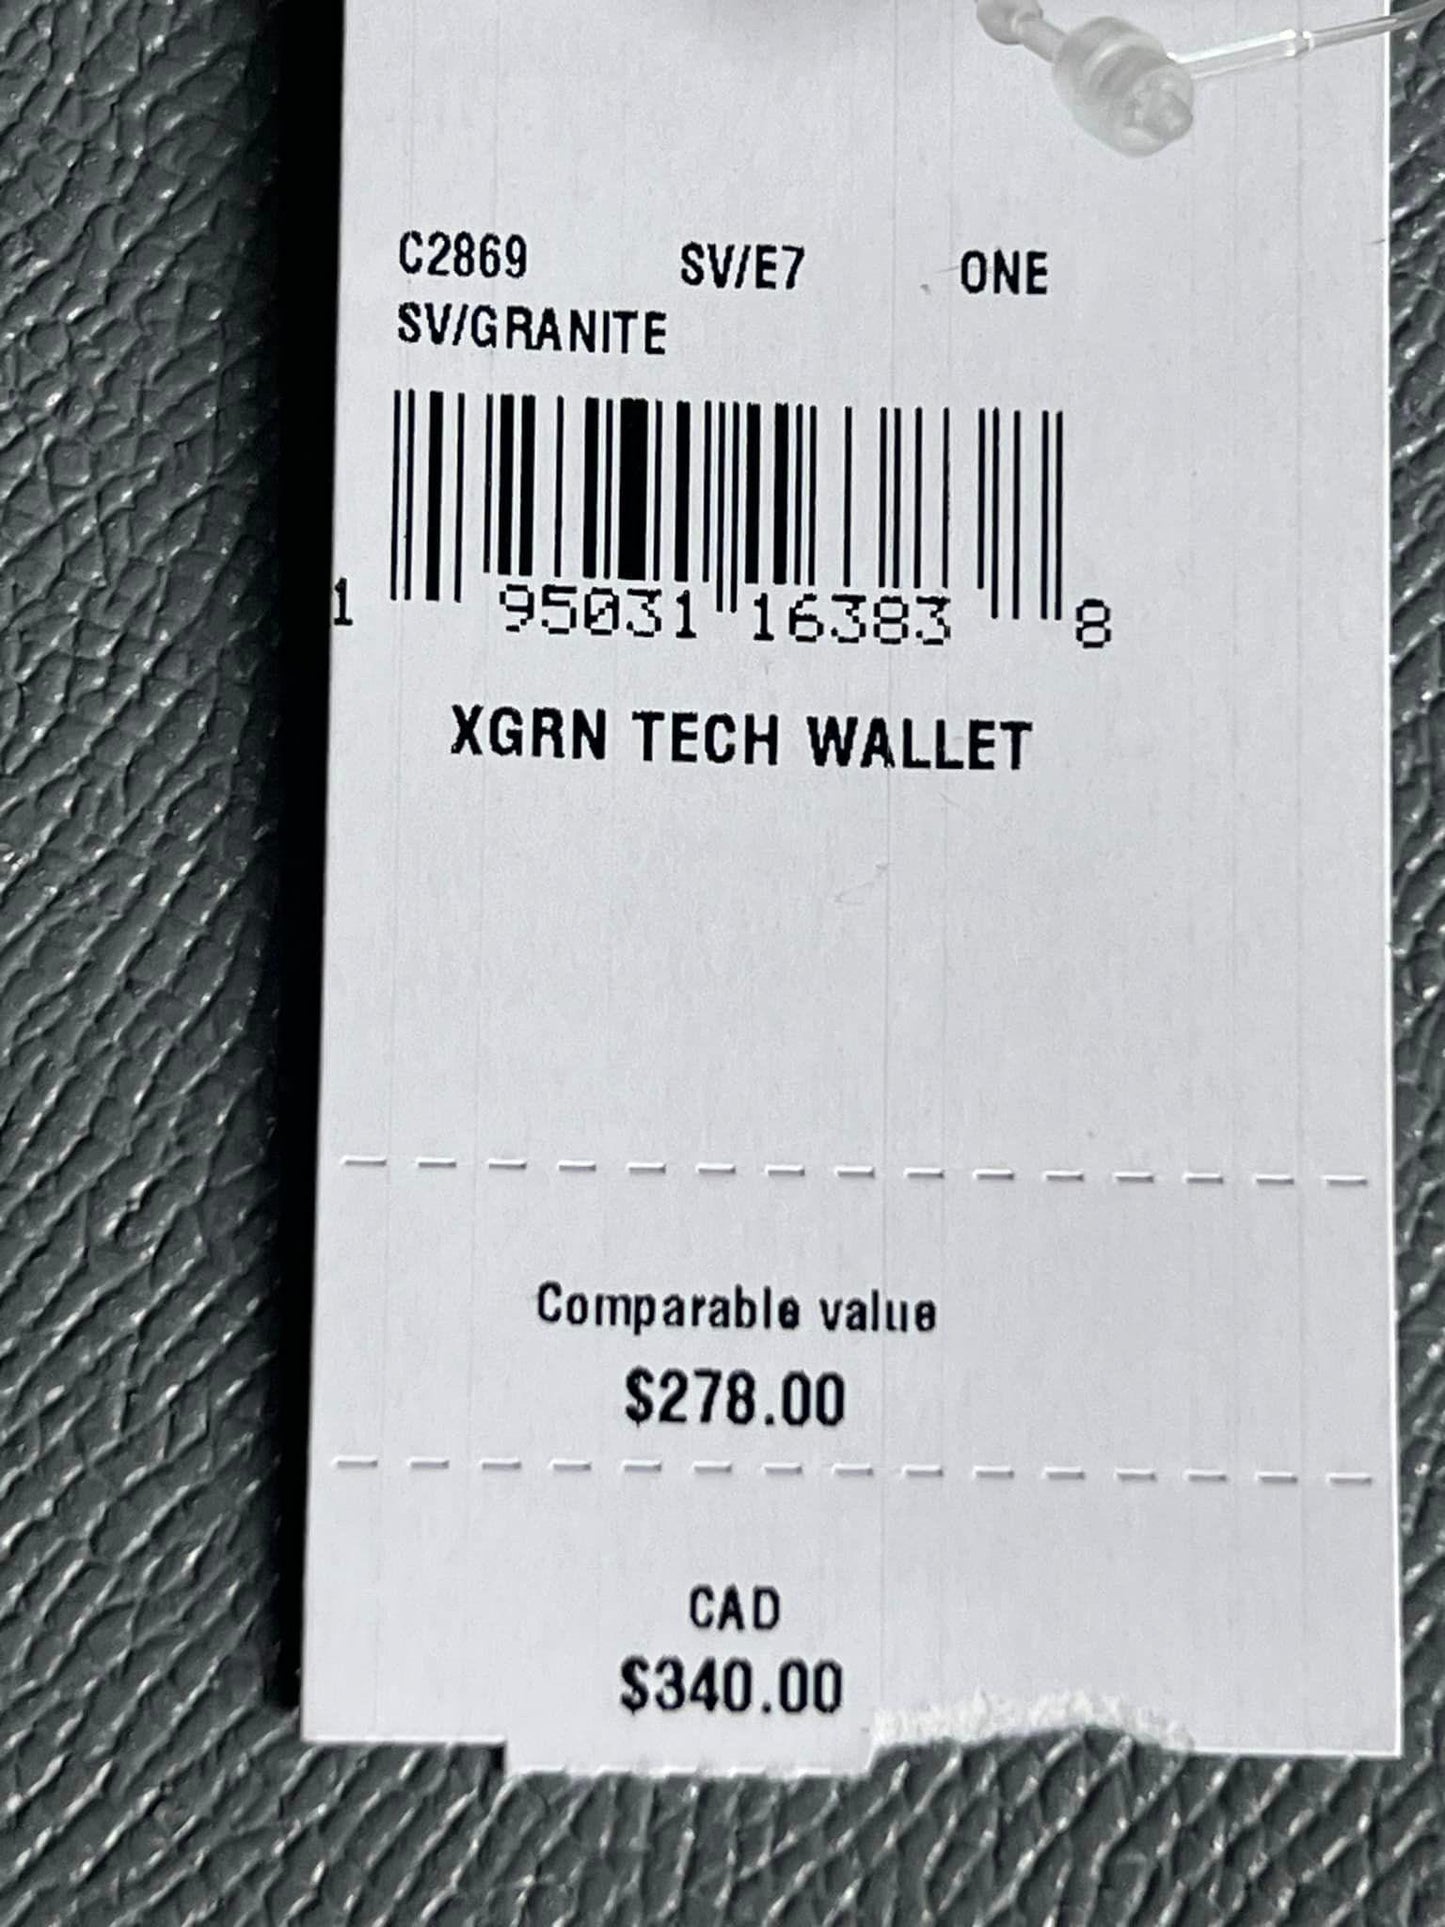 C2869 SV/E7 ONE
SV/GRANITE
1 95031 16383 8
XGRN TECH WALLET
Comparable value
$278.00
CAD
$340.00